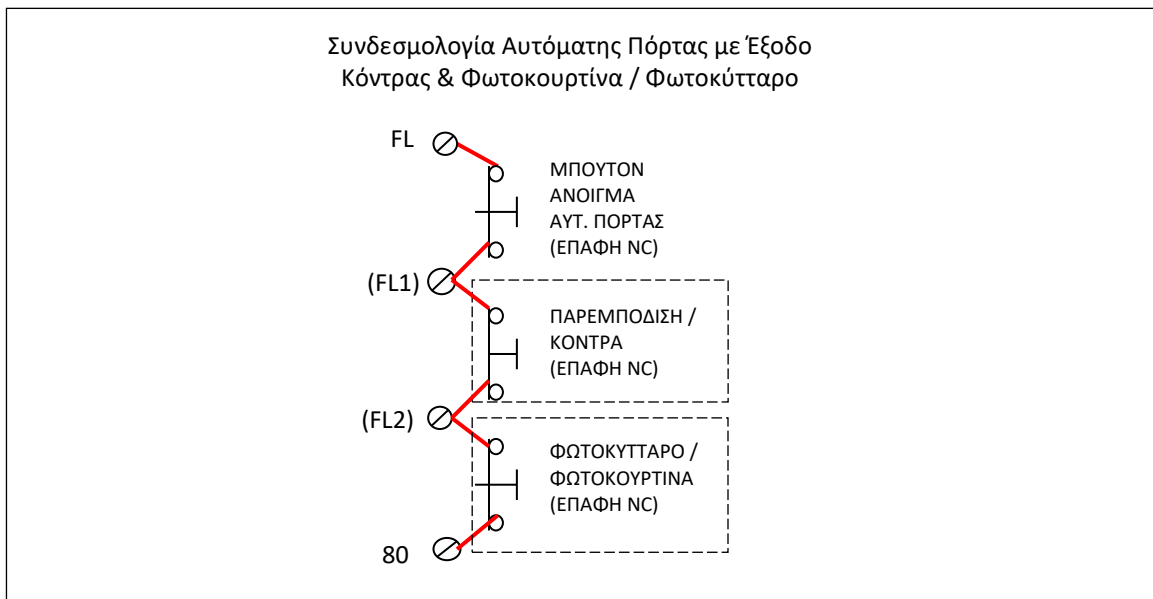 Συνδεσμολογία Αυτόματης Πόρτας με Έξοδο
Κόντρας & Φωτοκουρτίνα / Φωτοκύτταρο
FL
ΜΠΟΥΤΟΝ
ΑΝΟΙΓΜΑ
ΑΥΤ. ΠΟΡΤΑΣ
(ΕΠΑΦΗ NC)
(FL1)
ΠΑΡΕΜΠΟΔΙΣΗ /
ΚΟΝΤΡΑ
(ΕΠΑΦΗ NC)
(FL2)
ΦΩΤΟΚΥΤΤΑΡΟ /
ΦΩΤΟΚΟΥΡΤΙΝΑ
(ΕΠΑΦΗ NC)
80